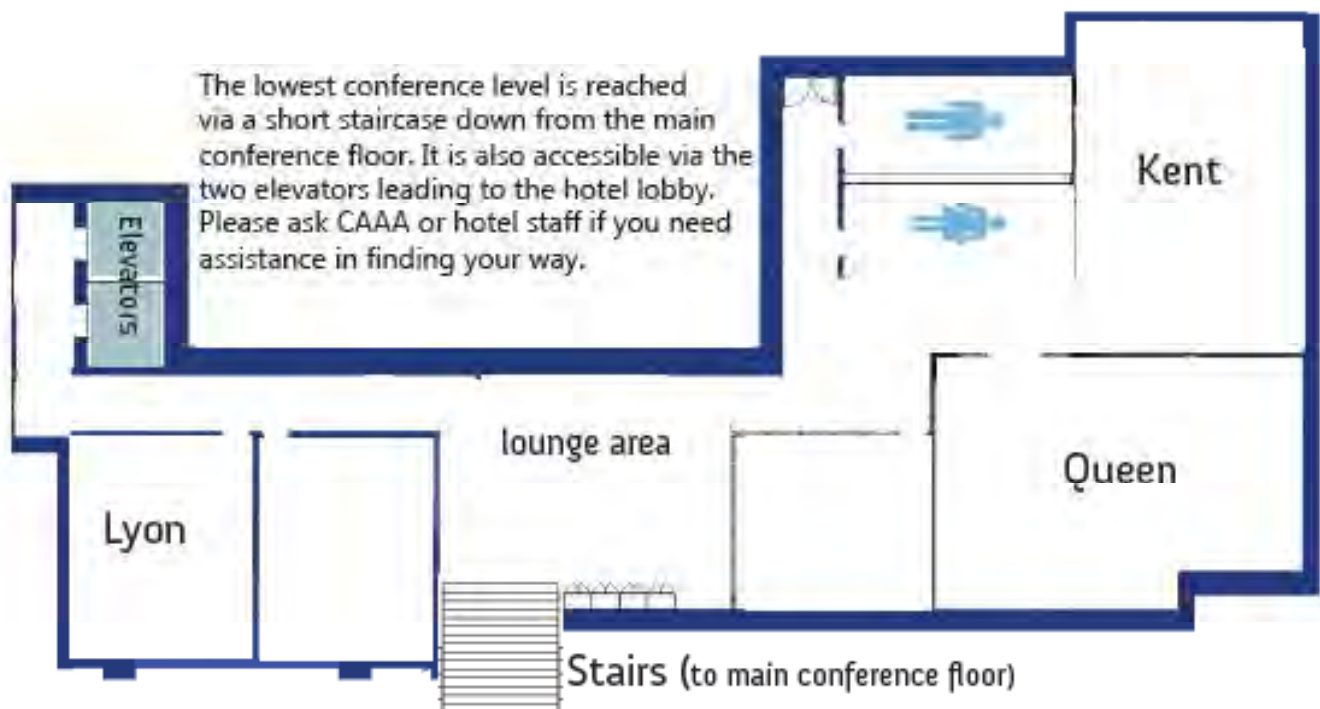 The lowest conference level is reached
via a short staircase down from the main
conference floor. It is also accessible via the
two elevators leading to the hotel lobby.
Please ask CAAA or hotel staff if you need
assistance in finding your way.
Kent
Elevators
lounge area
Queen
Lyon
Stairs (to main conference floor)